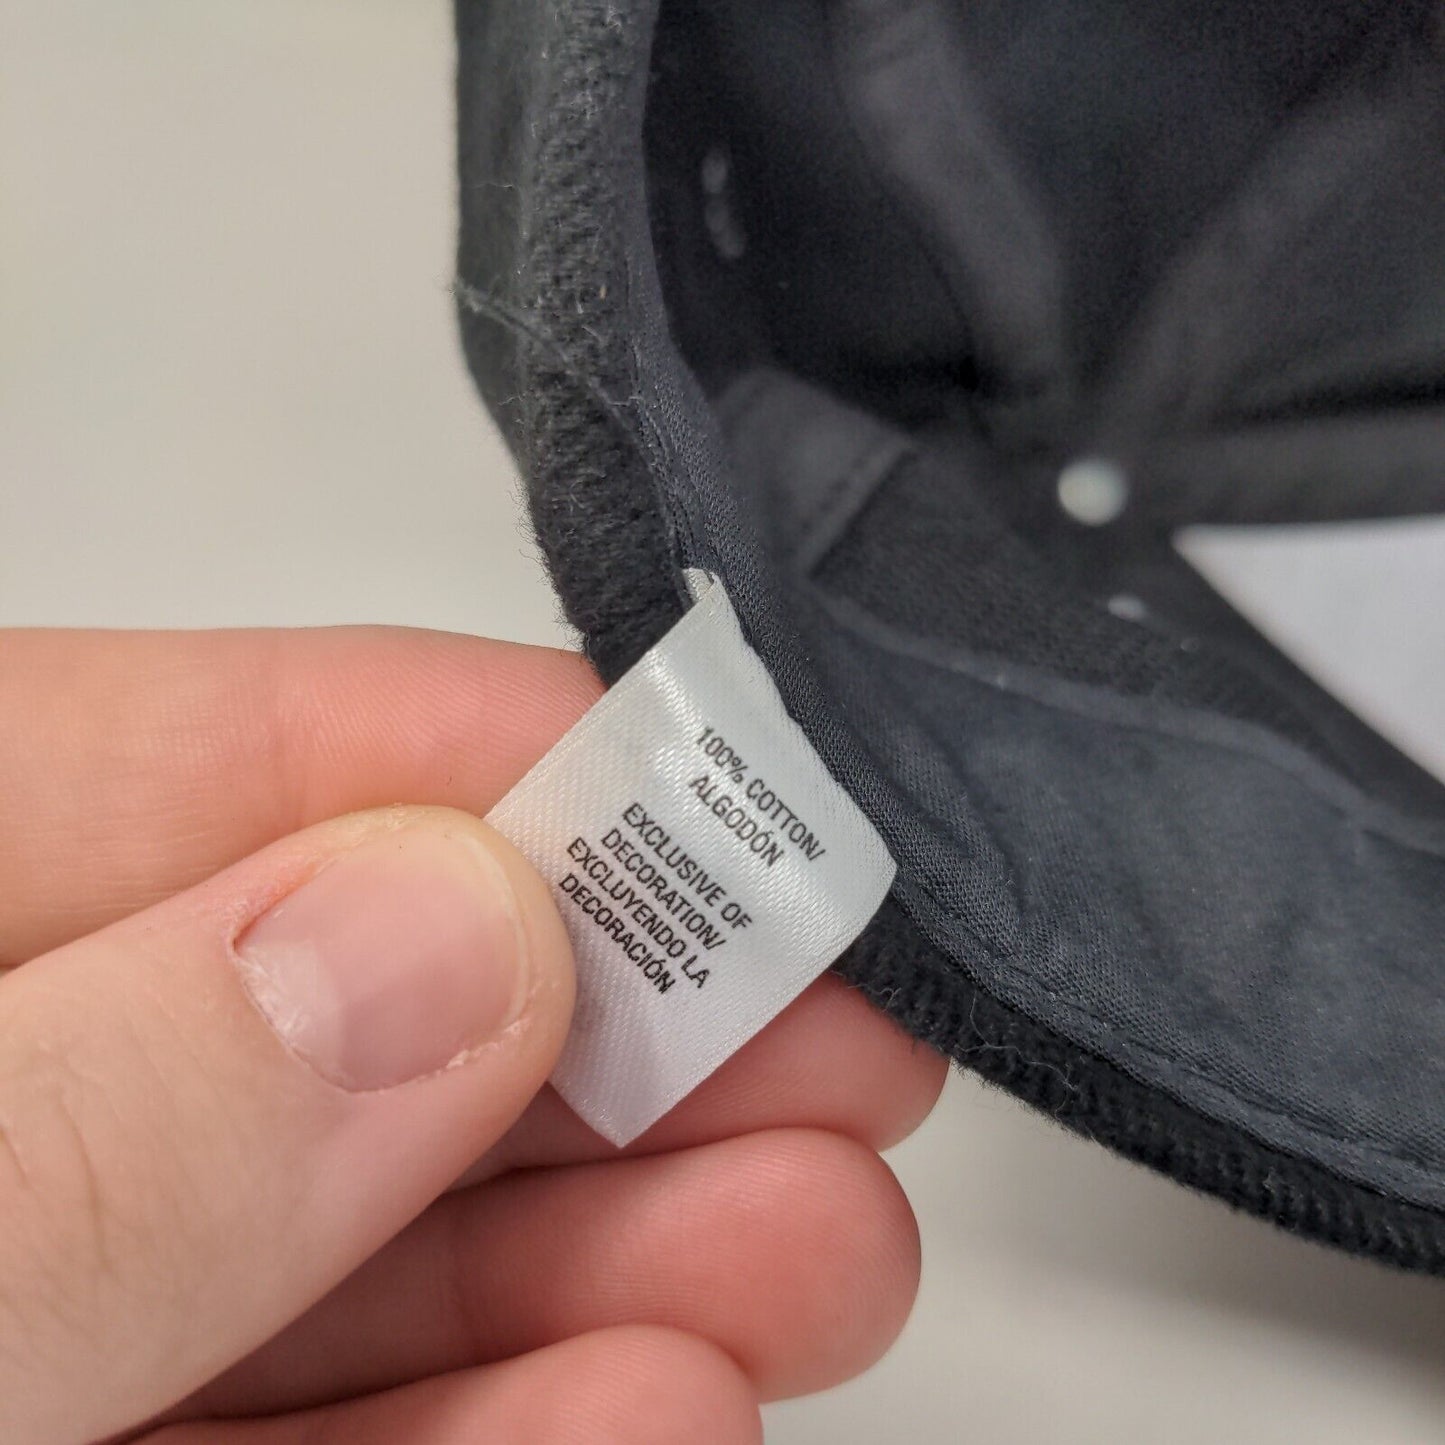 100% COTTON/
ALGODÓN
EXCLUSIVE OF
DECORATION/
EXCLUYENDO LA
DECORACIÓN